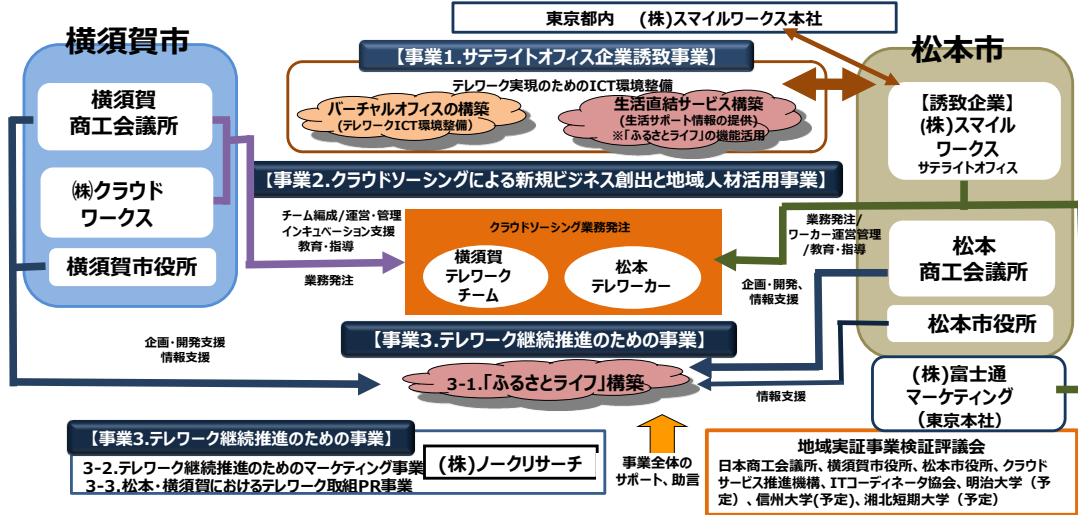 東京都内　(株)スマイルワークス本社
横須賀市
横須賀
商工会議所
㈱クラウド
ワークス
横須賀市役所
【事業1.サテライトオフィス企業誘致事業】
テレワーク実現のためのICT環境整備
バーチャルオフィスの構築
(テレワークICT環境整備)
生活直結サービス構築
(生活サポート情報の提供)
※「ふるさとライフ」の機能活用
松本市
【誘致企業】
(株)スマイル
ワークス
サテライトオフィス
【事業2.クラウドソーシングによる新規ビジネス創出と地域人材活用事業】
チーム編成/運営・管理
インキュベーション支援
教育・指導
業務発注
クラウドソーシング業務発注
横須賀
テレワーク
チーム
松本
テレワーカー
業務発注/
ワーカー運営管理
/教育・指導
企画・開発、
情報支援
松本
商工会議所
松本市役所
【事業3.テレワーク継続推進のための事業】
企画・開発支援
情報支援
3-1.「ふるさとライフ」構築
情報支援
(株)富士通
マーケティング
（東京本社）
【事業3.テレワーク継続推進のための事業】
3-2.テレワーク継続推進のためのマーケティング事業
3-3.松本・横須賀におけるテレワーク取組PR事業
(株)ノークリサーチ
事業全体の
サポート、助言
地域実証事業検証評議会
日本商工会議所、横須賀市役所、松本市役所、クラウド
サービス推進機構、ITコーディネータ協会、明治大学（予
定）、信州大学(予定)、湘北短期大学（予定）